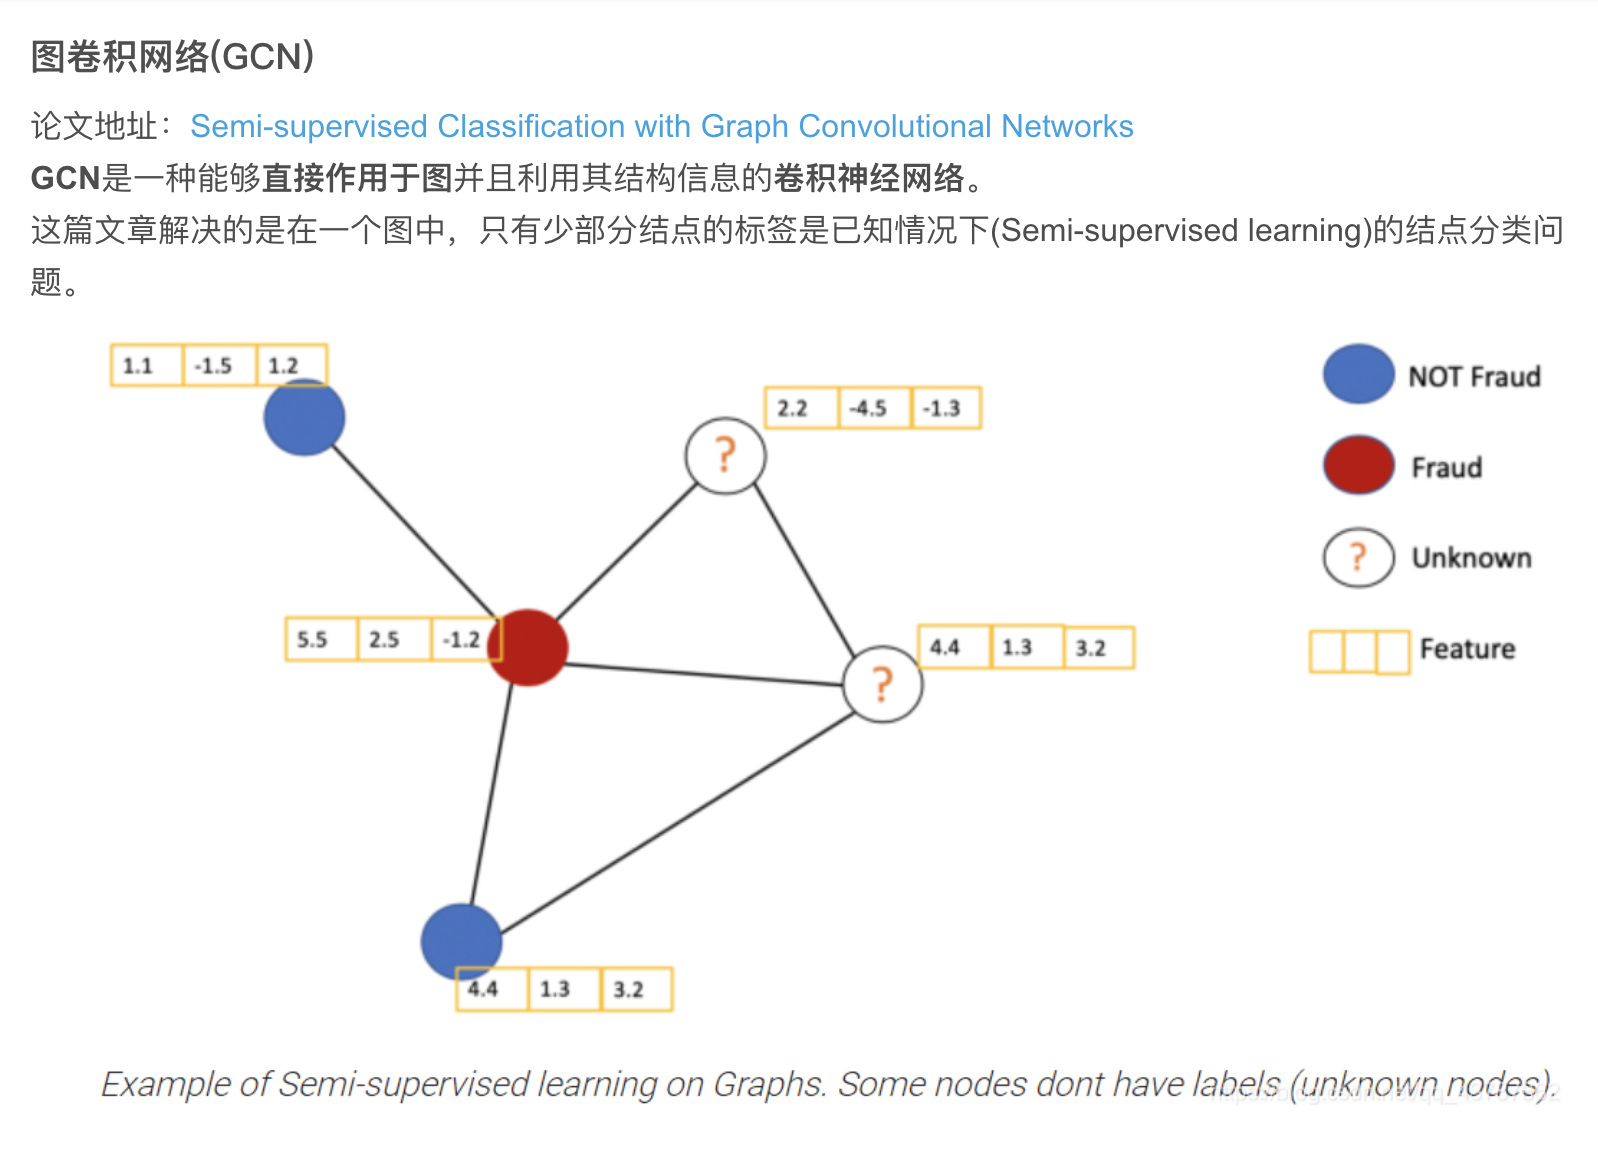 图卷积网络(GCN)
论文地址：Semi-supervised Classification with Graph Convolutional Networks
GCN是一种能够直接作用于图并且利用其结构信息的卷积神经网络。
这篇文章解决的是在一个图中，只有少部分结点的标签是已知情况下(Semi-supervised learning)的结点分类问
题。
1.1 -1.5 1.2
NOT Fraud
2.2 -4.5 -1.3
?
Fraud
? Unknown
5.5 2.5 -1.2
4.4 1.3 3.2
Feature
?
4.4 1.3 3.2
Example of Semi-supervised learning on Graphs. Some nodes dont have labels (unknown nodes).